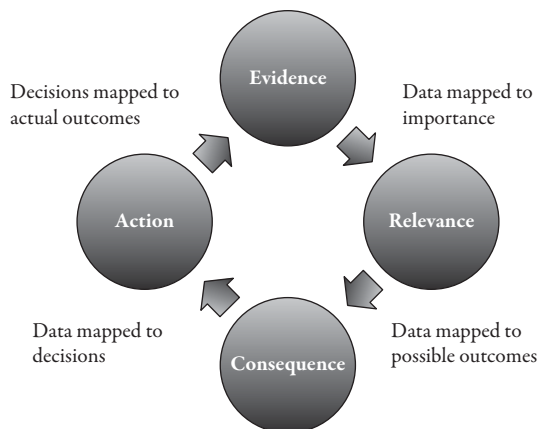 Evidence
Decisions mapped to
actual outcomes
Data mapped to
importance
Action
Relevance
Data mapped to
decisions
Data mapped to
possible outcomes
Consequence